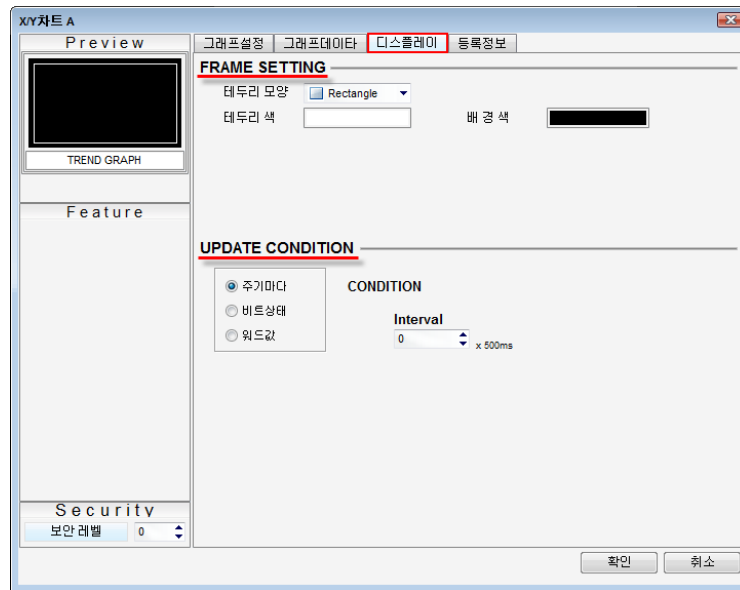 X/Y차트 A
Preview
TREND GRAPH
Feature
Security
보안 레벨 0
그래프설정 그래프데이타 디스플레이 등록정보
FRAME SETTING
테두리 모양 Rectangle
테두리 색 배 경 색
UPDATE CONDITION
주기마다 CONDITION
비트상태
워드값
Interval
0 x 500ms
확인 취소